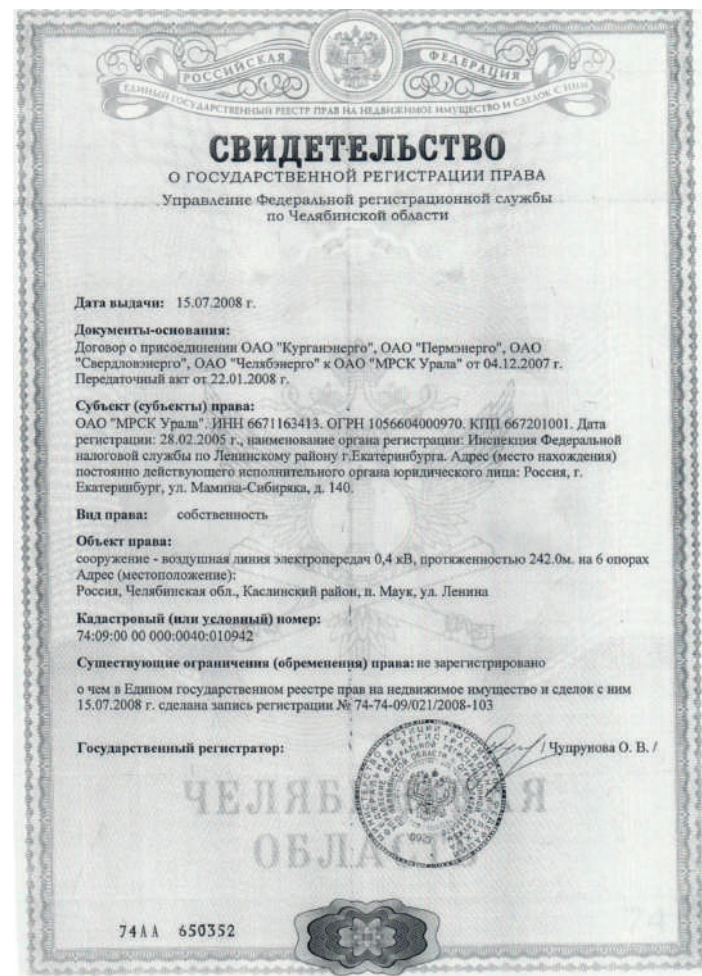 РОССИЙСКАЯ ФЕДЕРАЦИЯ
ЕДИНЫЙ ГОСУДАРСТВЕННЫЙ РЕЕСТР ПРАВ НА НЕДВИЖИМОЕ ИМУЩЕСТВО И СДЕЛОК С НИМ
СВИДЕТЕЛЬСТВО
О ГОСУДАРСТВЕННОЙ РЕГИСТРАЦИИ ПРАВА
Управление Федеральной регистрационной службы
по Челябинской области
Дата выдачи: 15.07.2008 г.
Документы-основания:
Договор о присоединении ОАО "Курганэнерго", ОАО "Пермэнерго", ОАО
"Свердловэнерго", ОАО "Челябэнерго" к ОАО "МРСК Урала" от 04.12.2007 г.
Передаточный акт от 22.01.2008 г.
Субъект (субъекты) права:
ОАО "МРСК Урала". ИНН 6671163413. ОГРН 1056604000970. КПП 667201001. Дата
регистрации: 28.02.2005 г., наименование органа регистрации: Инспекция Федеральной
налоговой службы по Ленинскому району г.Екатеринбурга. Адрес (место нахождения)
постоянно действующего исполнительного органа юридического лица: Россия, г.
Екатеринбург, ул. Мамина-Сибиряка, д. 140.
Вид права: собственность
Объект права:
сооружение - воздушная линия электропередач 0,4 кВ, протяженностью 242.0м. на 6 опорах
Адрес (местоположение):
Россия, Челябинская обл., Каслинский район, п. Маук, ул. Ленина
Кадастровый (или условный) номер:
74:09:00 00 000:0040:010942
Существующие ограничения (обременения) права: не зарегистрировано
о чем в Едином государственном реестре прав на недвижимое имущество и сделок с ним
15.07.2008 г. сделана запись регистрации № 74-74-09/021/2008-103
Государственный регистратор: / Чупрунова О. В. /
ЧЕЛЯБИНСКАЯ
ОБЛАСТЬ
74АА 650352
74